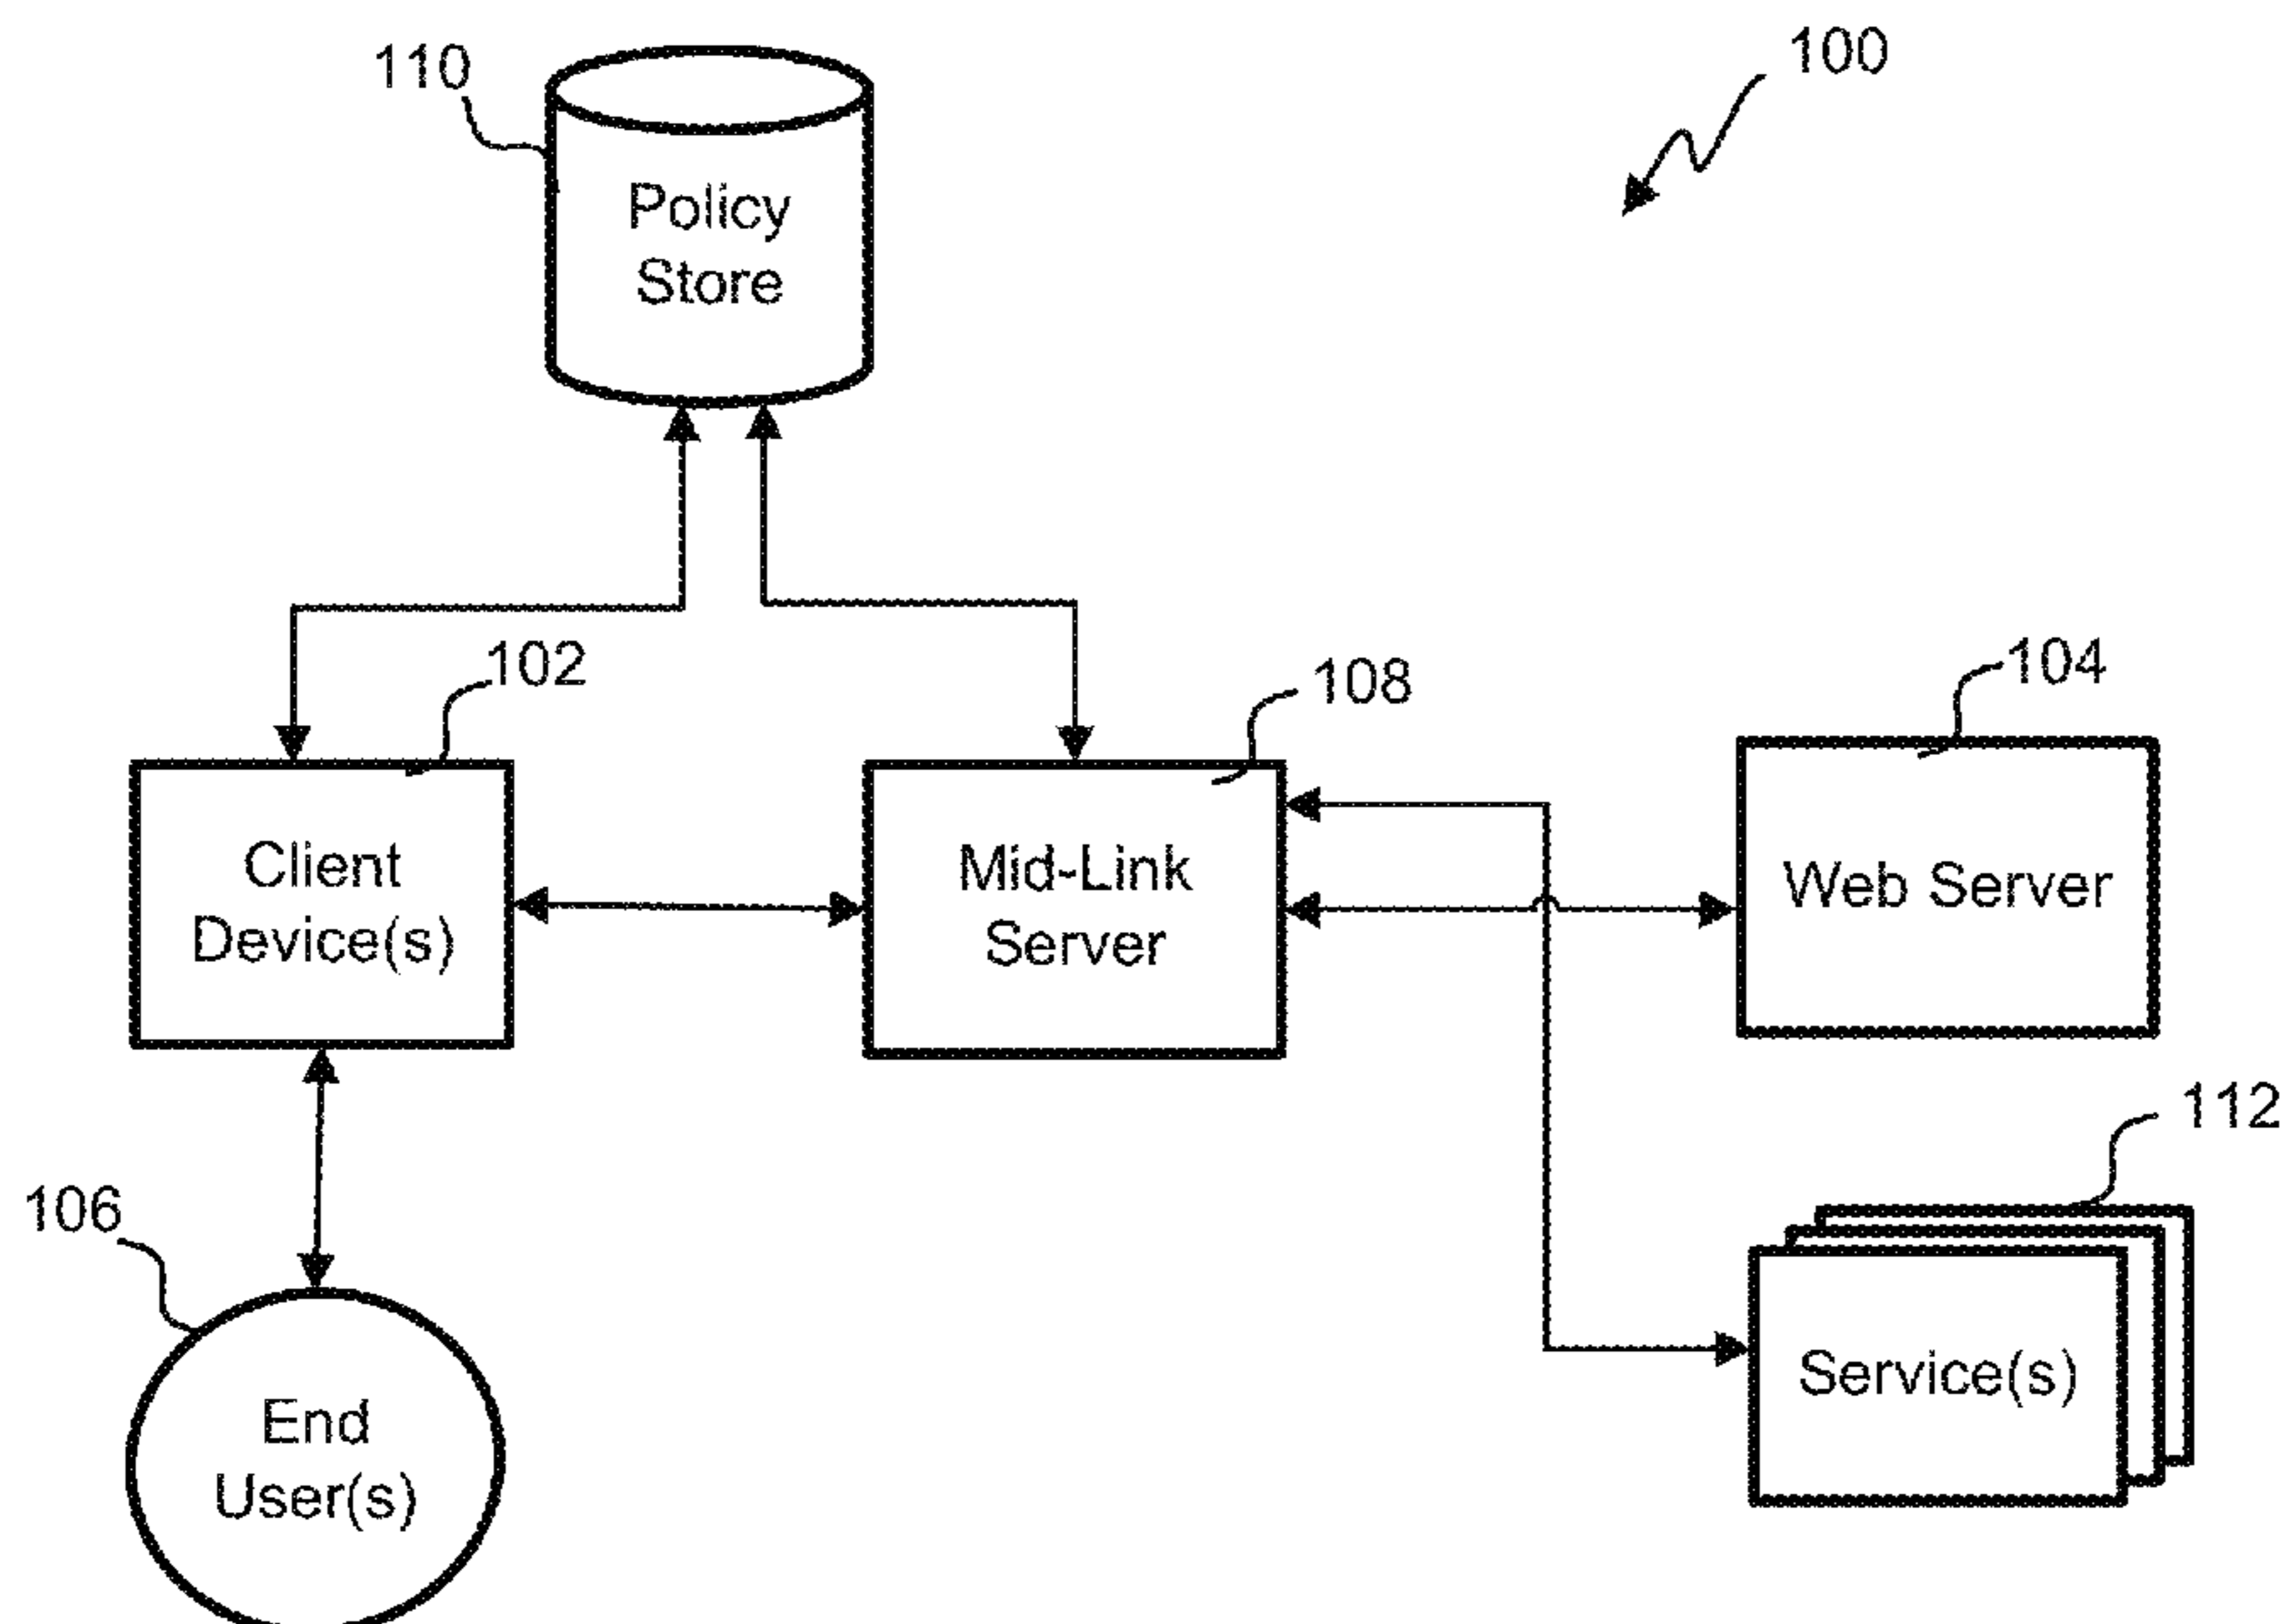 100
110
Policy
Store
102
108
104
Client
Device(s)
Mid-Link
Server
Web Server
112
106
Service(s)
End
User(s)